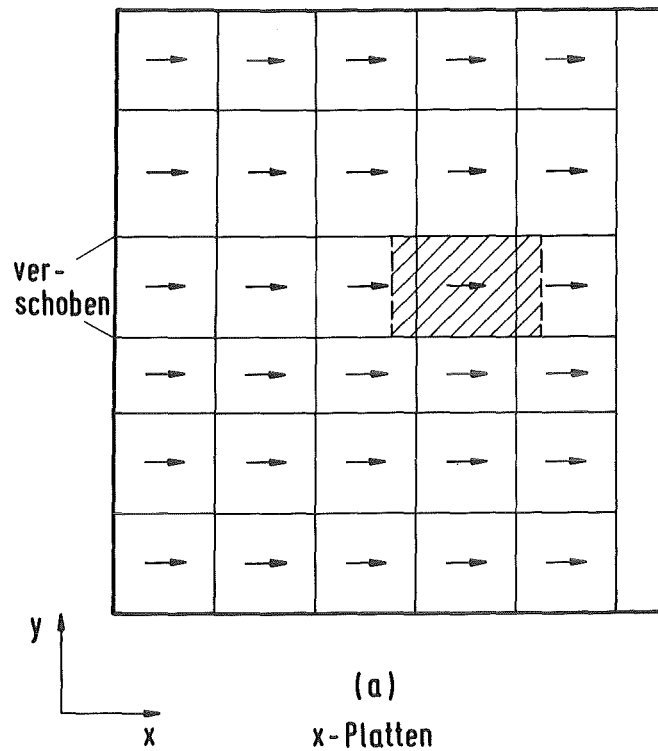 ver-
schoben
y
x
(a)
x-Platten